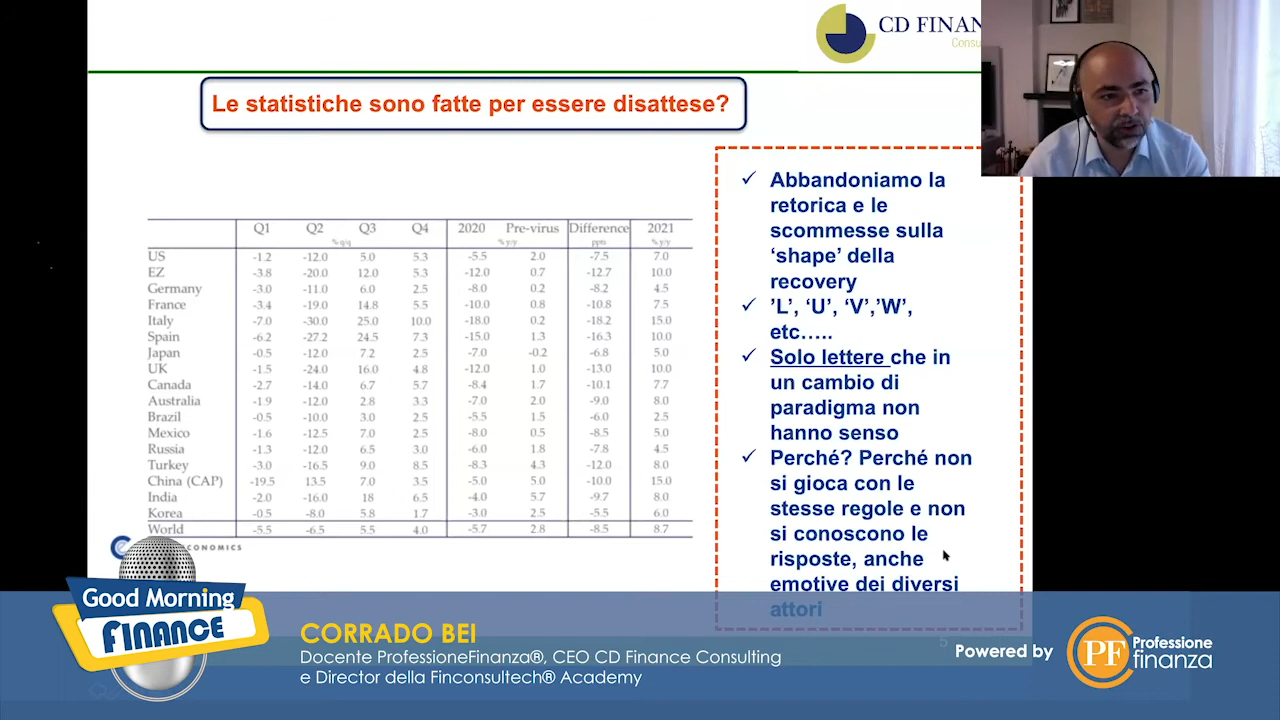 CD FINAN
Consu
Le statistiche sono fatte per essere disattese?
Q1 Q2 Q3 Q4 2020 Pre-virus Difference 2021
% q/q % y/y ppts % y/y
US -1.2 -12.0 5.0 5.3 -5.5 2.0 -7.5 7.0
EZ -3.8 -20.0 12.0 5.3 -12.0 0.7 -12.7 10.0
Germany -3.0 -11.0 6.0 2.5 -8.0 0.2 -8.2 4.5
France -3.4 -19.0 14.8 5.5 -10.0 0.8 -10.8 7.5
Italy -7.0 -30.0 25.0 10.0 -18.0 0.2 -18.2 15.0
Spain -6.2 -27.2 24.5 7.3 -15.0 1.3 -16.3 10.0
Japan -0.5 -12.0 7.2 2.5 -7.0 -0.2 -6.8 5.0
UK -1.5 -24.0 16.0 4.8 -12.0 1.0 -13.0 10.0
Canada -2.7 -14.0 6.7 5.7 -8.4 1.7 -10.1 7.7
Australia -1.9 -12.0 2.8 3.3 -7.0 2.0 -9.0 8.0
Brazil -0.5 -10.0 3.0 2.5 -5.5 1.5 -6.0 2.5
Mexico -1.6 -12.5 7.0 2.5 -8.0 0.5 -8.5 5.0
Russia -1.3 -12.0 6.5 3.0 -6.0 1.8 -7.8 4.5
Turkey -3.0 -16.5 9.0 8.5 -8.3 4.3 -12.0 8.0
China (CAP) -19.5 13.5 7.0 3.5 -5.0 5.0 -10.0 15.0
India -2.0 -16.0 18 6.5 -4.0 5.7 -9.7 8.0
Korea -0.5 -8.0 5.8 1.7 -3.0 2.5 -5.5 6.0
World -5.5 -6.5 5.5 4.0 -5.7 2.8 -8.5 8.7
ECONOMICS
✓ Abbandoniamo la
retorica e le
scommesse sulla
‘shape’ della
recovery
✓ ’L’, ‘U’, ‘V’,’W’,
etc…..
✓ Solo lettere che in
un cambio di
paradigma non
hanno senso
✓ Perché? Perché non
si gioca con le
stesse regole e non
si conoscono le
risposte, anche
emotive dei diversi
attori
5
Good Morning
FINANCE
CORRADO BEI
Docente ProfessioneFinanza®, CEO CD Finance Consulting
e Director della Finconsultech® Academy
Powered by
PF
Professione
finanza